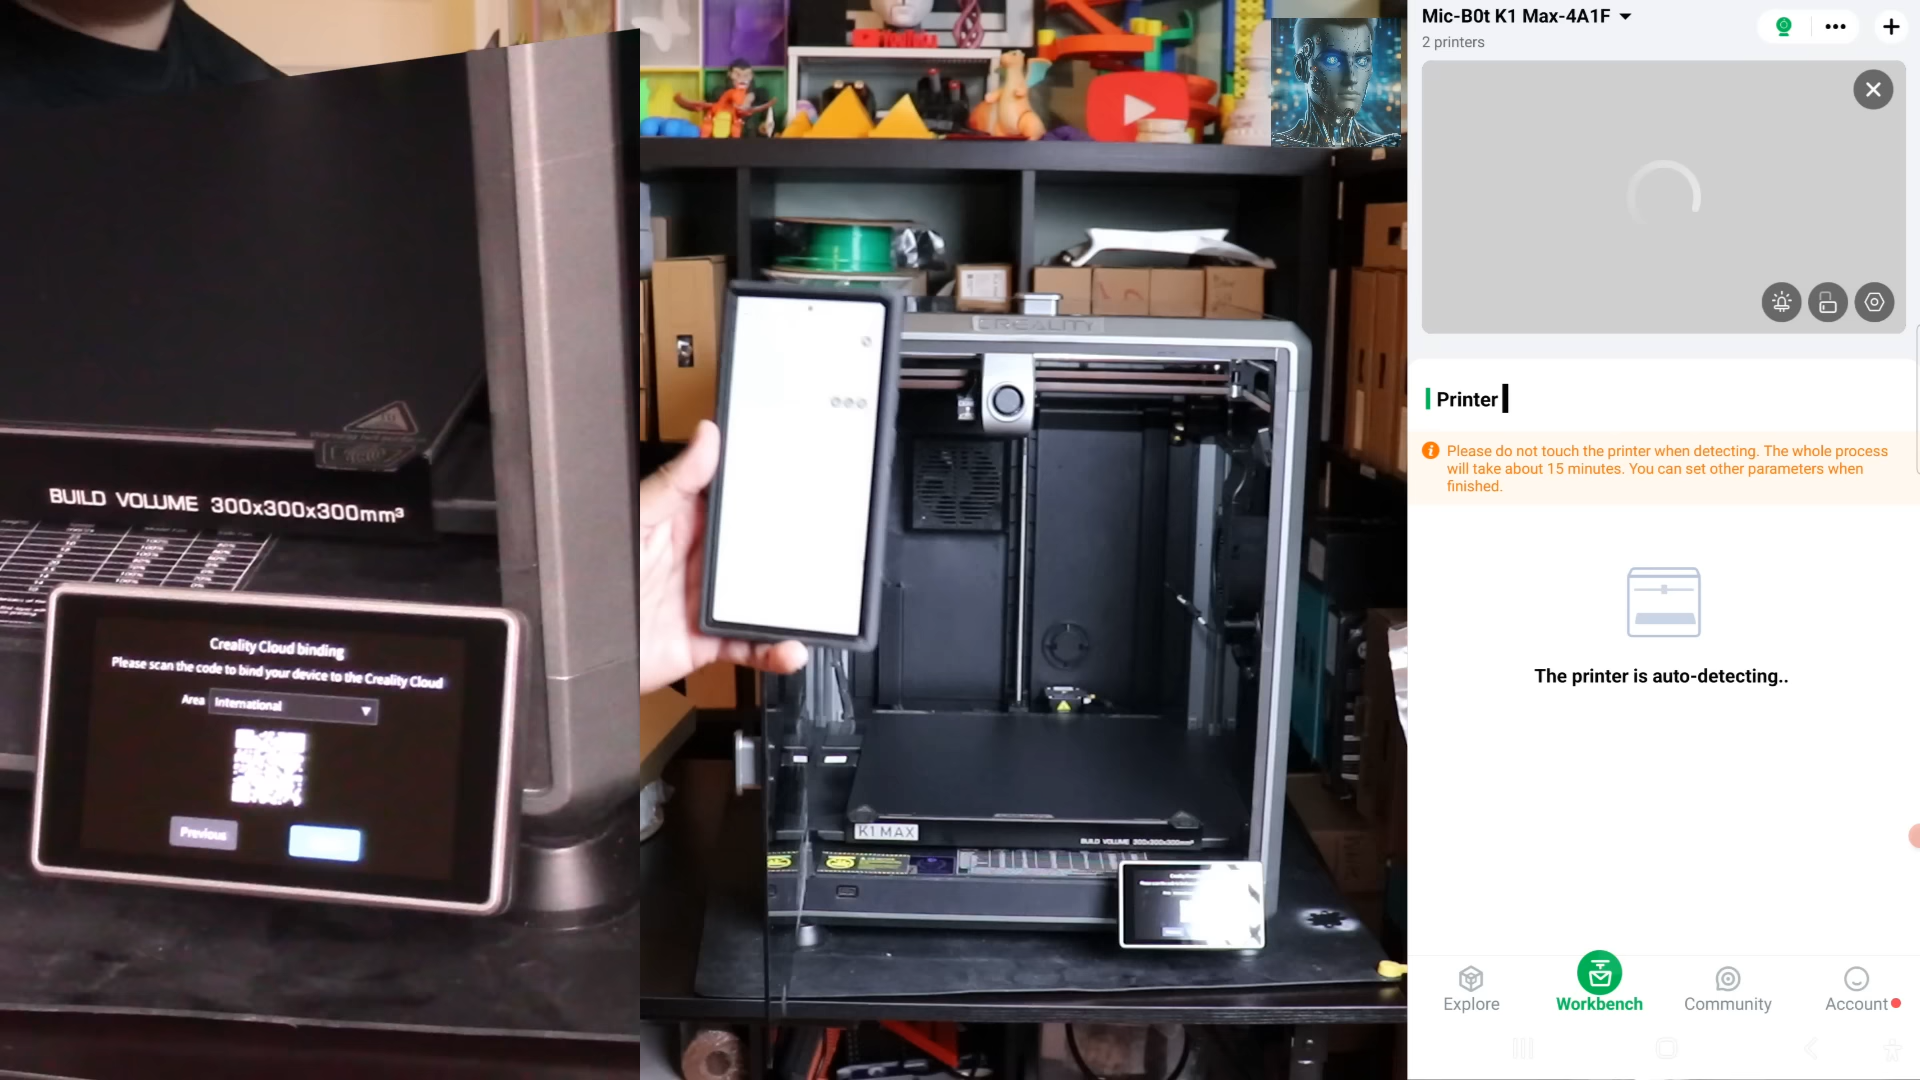 BUILD VOLUME 300x300x300mm³
Creality Cloud binding
Please scan the code to bind your device to the Creality Cloud
Area International
Previous
CREALITY
K1 MAX
BUILD VOLUME 300x300x300mm³
Mic-B0t K1 Max-4A1F
2 printers
Printer
Please do not touch the printer when detecting. The whole process
will take about 15 minutes. You can set other parameters when
finished.
The printer is auto-detecting..
Explore
Workbench
Community
Account